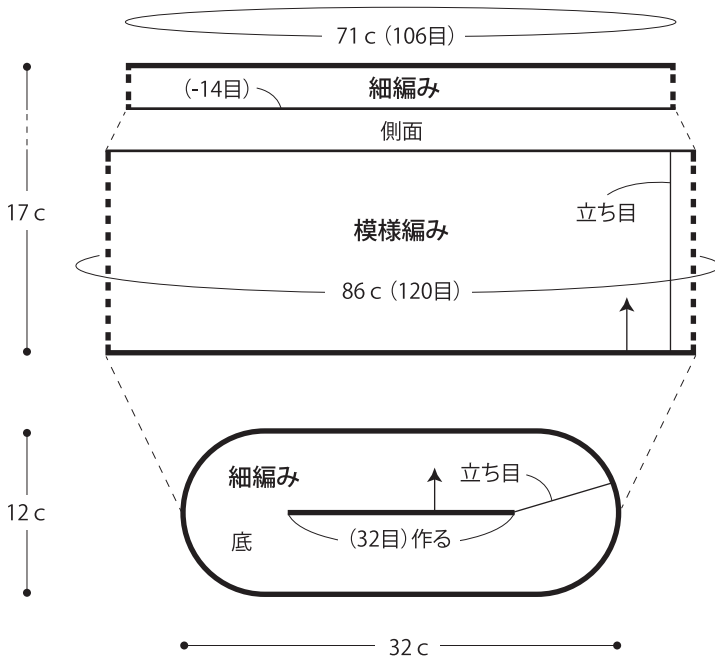 71 c (106目)
(-14目)
細編み
側面
17 c
立ち目
模様編み
86 c (120目)
細編み
立ち目
12 c
底
(32目)作る
32 c